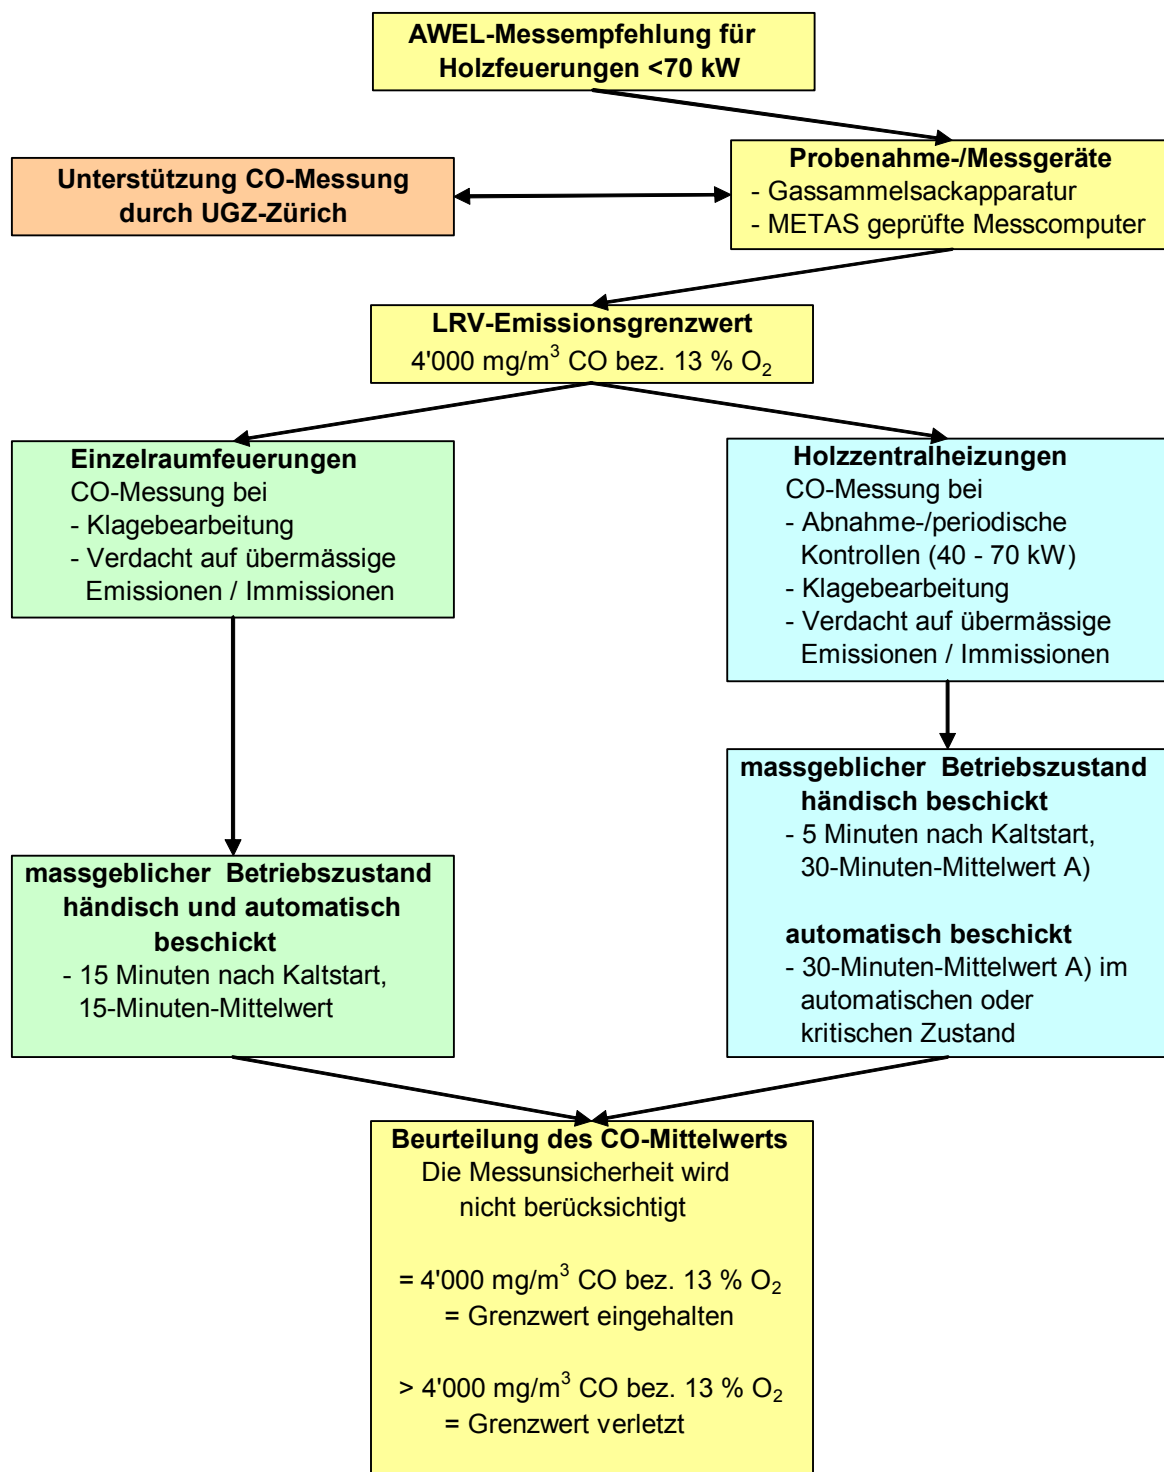 AWEL-Messempfehlung für
Holzfeuerungen <70 kW
Unterstützung CO-Messung
durch UGZ-Zürich
Probenahme-/Messgeräte
- Gassammelsackapparatur
- METAS geprüfte Messcomputer
LRV-Emissionsgrenzwert
4'000 mg/m³ CO bez. 13 % O₂
Einzelraumfeuerungen
CO-Messung bei
- Klagebearbeitung
- Verdacht auf übermässige
Emissionen / Immissionen
Holzzentralheizungen
CO-Messung bei
- Abnahme-/periodische
Kontrollen (40 - 70 kW)
- Klagebearbeitung
- Verdacht auf übermässige
Emissionen / Immissionen
massgeblicher Betriebszustand
händisch und automatisch
beschickt
- 15 Minuten nach Kaltstart,
15-Minuten-Mittelwert
massgeblicher Betriebszustand
händisch beschickt
- 5 Minuten nach Kaltstart,
30-Minuten-Mittelwert A)
automatisch beschickt
- 30-Minuten-Mittelwert A) im
automatischen oder
kritischen Zustand
Beurteilung des CO-Mittelwerts
Die Messunsicherheit wird
nicht berücksichtigt
= 4'000 mg/m³ CO bez. 13 % O₂
= Grenzwert eingehalten
> 4'000 mg/m³ CO bez. 13 % O₂
= Grenzwert verletzt